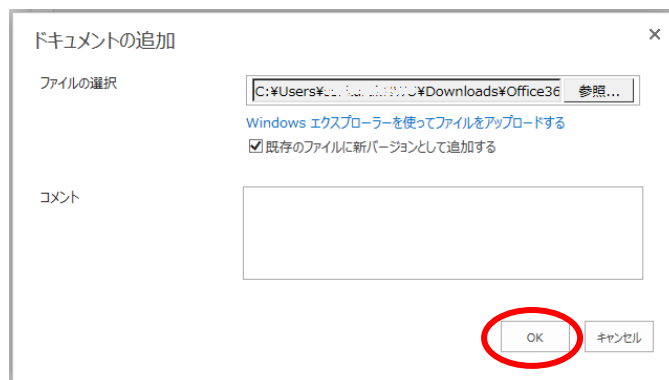 ドキュメントの追加
×
ファイルの選択
C:¥Users¥ ¥Downloads¥Office36
参照...
Windows エクスプローラーを使ってファイルをアップロードする
既存のファイルに新バージョンとして追加する
コメント
OK
キャンセル